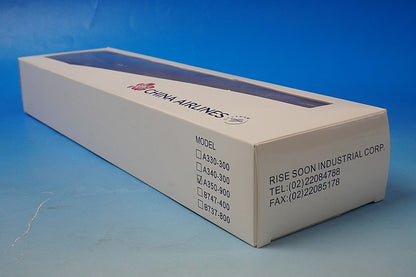 CHINA AIRLINES
MODEL
☐A330-300
☐A340-300
☑A350-900
☐B747-400
☐B737-800
RISE SOON INDUSTRIAL CORP.
TEL:(02)22084788
FAX:(02)22085178